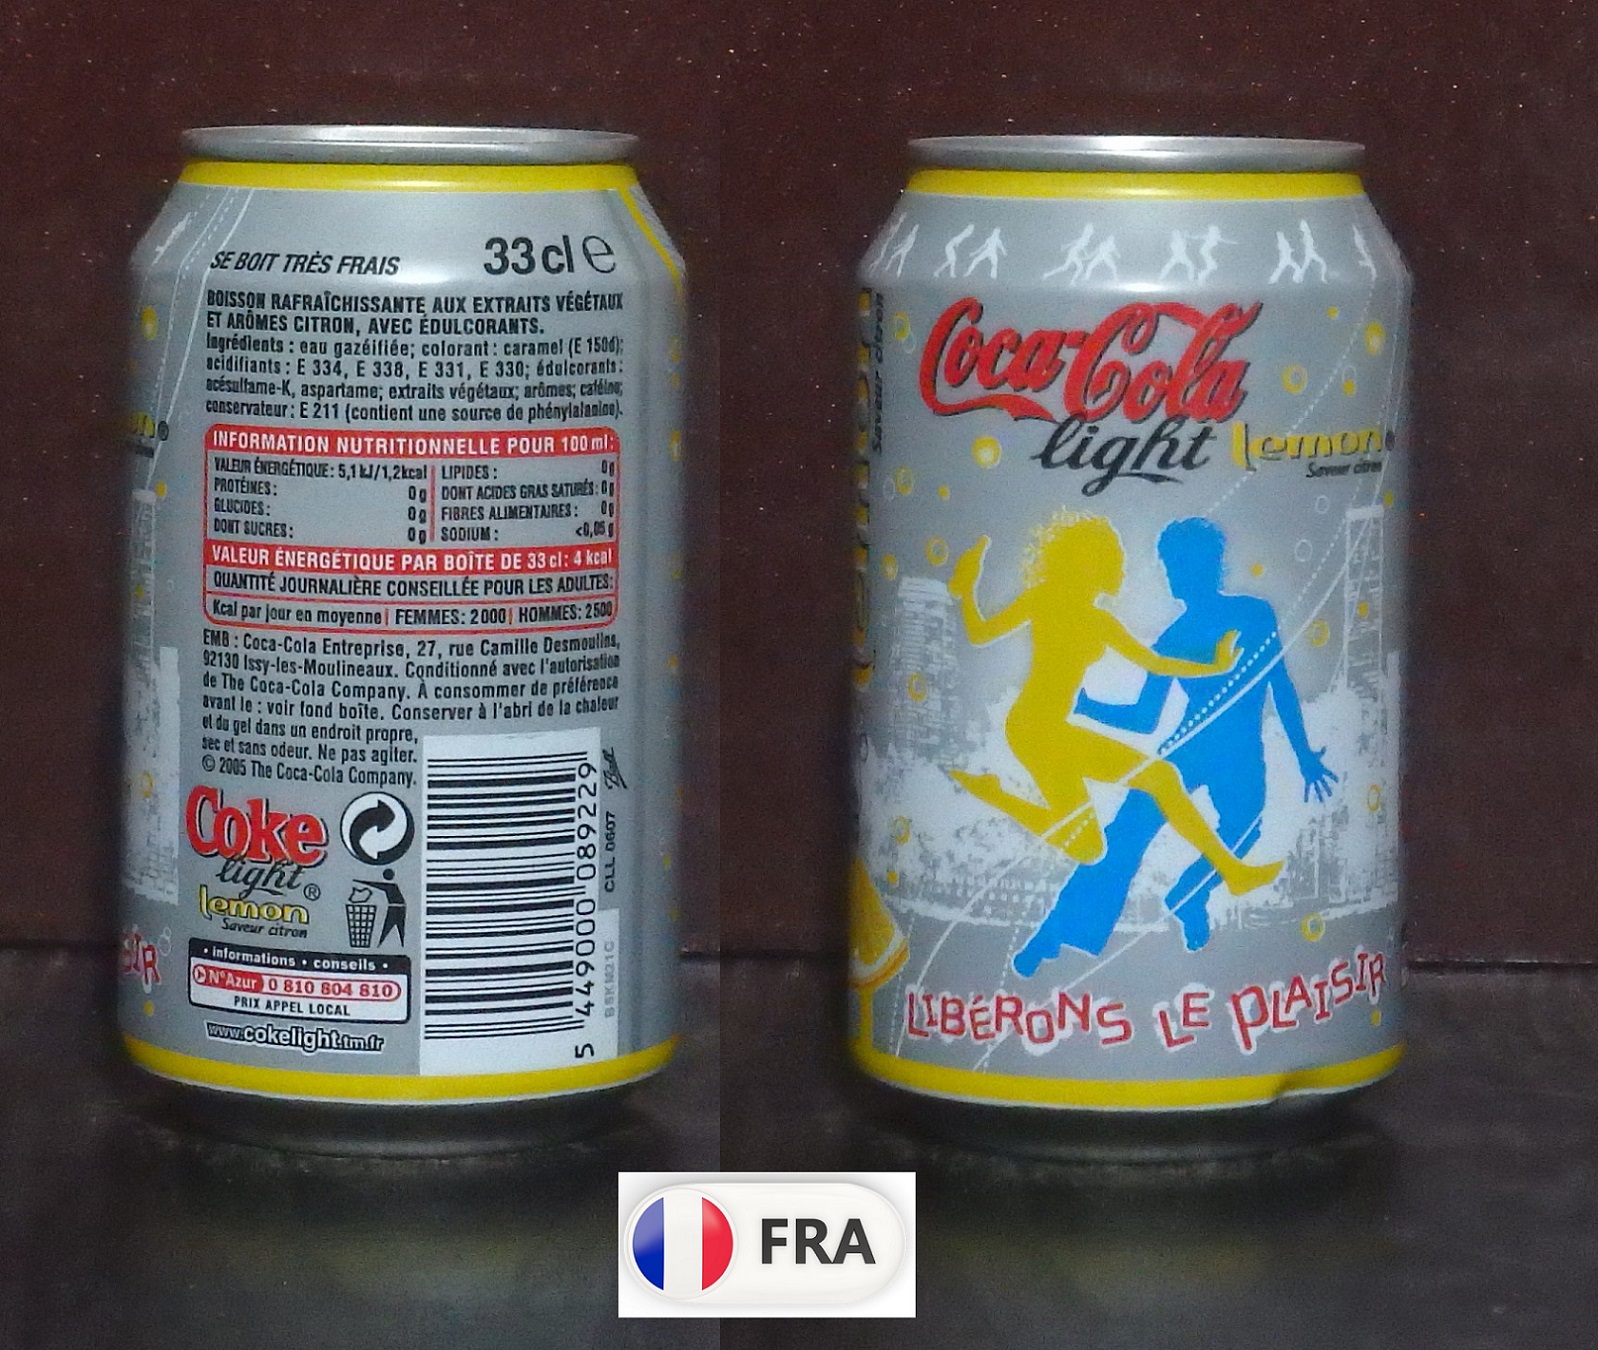 SE BOIT TRÈS FRAIS
33 cl e
BOISSON RAFRAÎCHISSANTE AUX EXTRAITS VÉGÉTAUX
ET ARÔMES CITRON, AVEC ÉDULCORANTS.
Ingrédients : eau gazéifiée; colorant : caramel (E 150d);
acidifiants : E 334, E 338, E 331, E 330; édulcorants:
acésulfame-K, aspartame; extraits végétaux; arômes; caféine;
conservateur : E 211 (contient une source de phénylalanine).
INFORMATION NUTRITIONNELLE POUR 100 ml :
VALEUR ÉNERGÉTIQUE : 5,1 kJ/1,2kcal
PROTÉINES : 0 g
GLUCIDES : 0 g
DONT SUCRES : 0 g
LIPIDES : 0 g
DONT ACIDES GRAS SATURÉS : 0 g
FIBRES ALIMENTAIRES : 0 g
SODIUM : <0,05 g
VALEUR ÉNERGÉTIQUE PAR BOÎTE DE 33 cl : 4 kcal
QUANTITÉ JOURNALIÈRE CONSEILLÉE POUR LES ADULTES:
Kcal par jour en moyenne FEMMES: 2000 HOMMES: 2500
EMB : Coca-Cola Entreprise, 27, rue Camille Desmoulins,
92130 Issy-les-Moulineaux. Conditionné avec l'autorisation
de The Coca-Cola Company. À consommer de préférence
avant le : voir fond boîte. Conserver à l'abri de la chaleur
et du gel dans un endroit propre,
sec et sans odeur. Ne pas agiter.
© 2005 The Coca-Cola Company.
Coke
light ®
lemon
Saveur citron
• informations • conseils •
N°Azur 0 810 804 810
PRIX APPEL LOCAL
www.cokelight.tm.fr
5 449000 089229
Ball
CLL 0607
BSKM21C
SIR
Saveur citron
Coca-Cola
light lemon
Saveur citron
LIBÉRONS LE PLAISIR
FRA